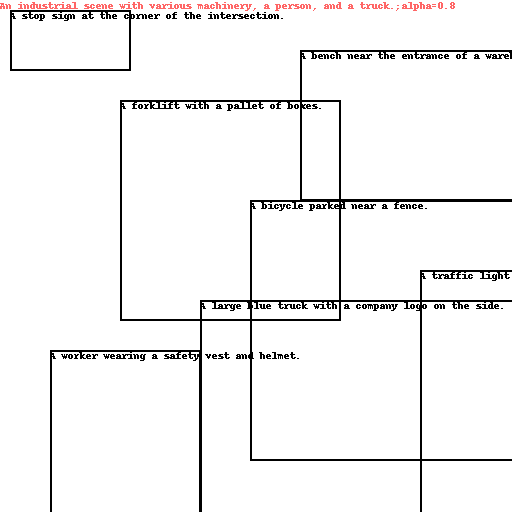 An industrial scene with various machinery, a person, and a truck.;alpha=0.8
A stop sign at the corner of the intersection.
A bench near the entrance of a
A forklift with a pallet of boxes.
A bicycle parked near a fence.
A traffic light
A large blue truck with a company logo on the side.
A worker wearing a safety vest and helmet.